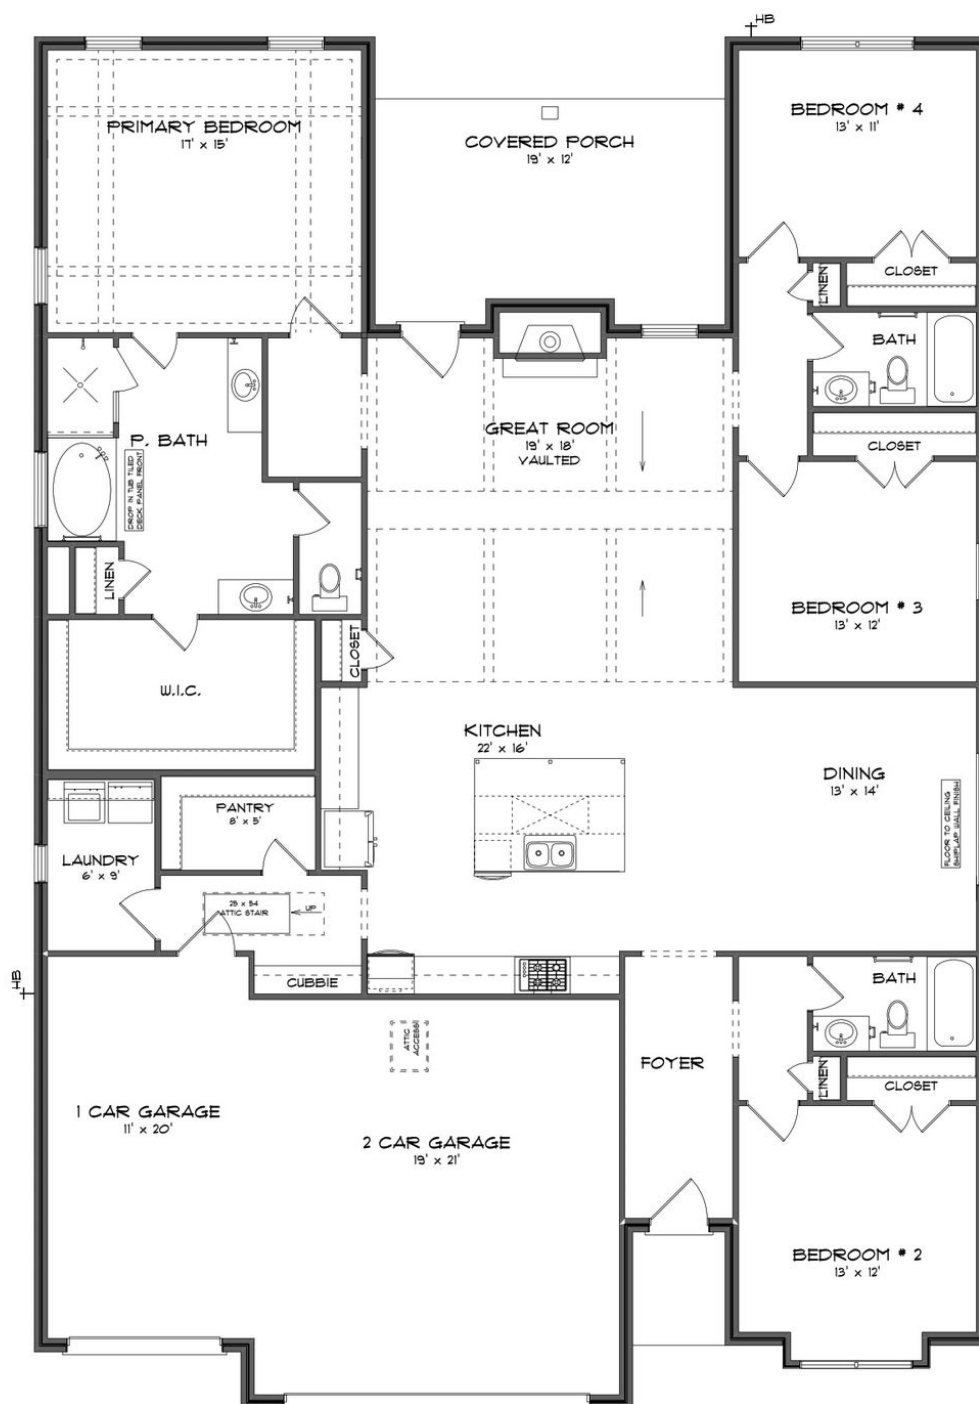 HB
PRIMARY BEDROOM
17' x 15'
COVERED PORCH
19' x 12'
BEDROOM # 4
13' x 11'
LINEN
CLOSET
BATH
GREAT ROOM
19' x 18'
VAULTED
P. BATH
DROP IN TUB TILED
DECK PANEL FRONT
CLOSET
LINEN
BEDROOM # 3
13' x 12'
CLOSET
W.I.C.
KITCHEN
22' x 16'
DINING
13' x 14'
FLOOR TO CEILING
SHIPLAP WALL FINISH
PANTRY
8' x 5'
LAUNDRY
6' x 9'
25 x 54
ATTIC STAIR
UP
CUBBIE
HB
BATH
ATTIC
ACCESS
FOYER
LINEN
CLOSET
1 CAR GARAGE
11' x 20'
2 CAR GARAGE
19' x 21'
BEDROOM # 2
13' x 12'